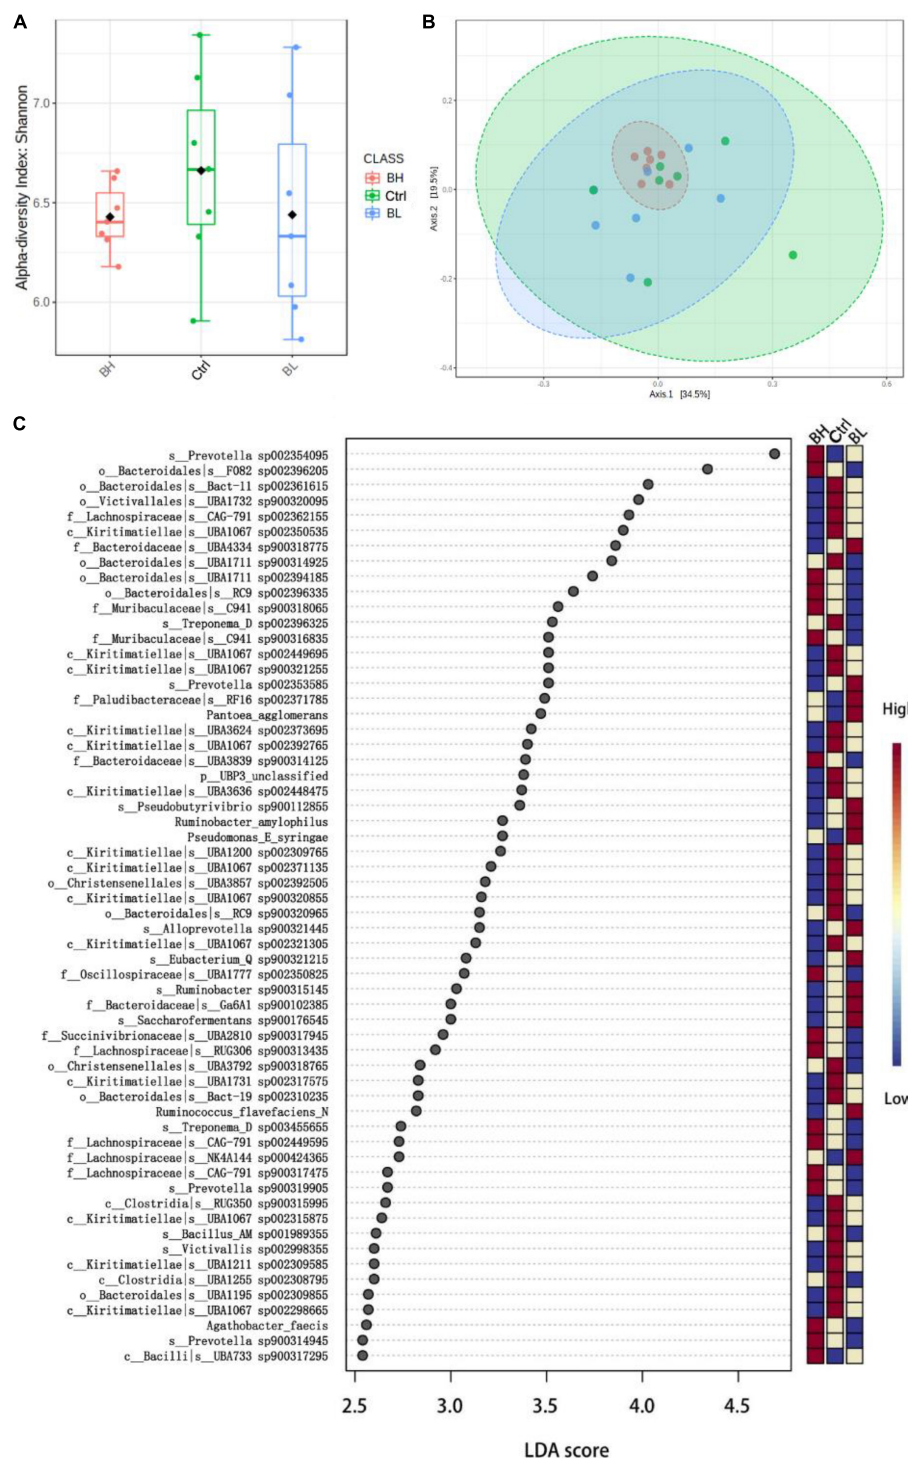 A
B
Alpha-diversity Index: Shannon
7.0
6.5
6.0
BH
Ctrl
BL
CLASS
BH
Ctrl
BL
Axis.2 [19.5%]
0.2
0.0
-0.2
-0.4
-0.3
0.0
0.3
0.6
Axis.1 [34.5%]
C
BH
Ctrl
BL
s__Prevotella sp002354095
o__Bacteroidales|s__F082 sp002396205
o__Bacteroidales|s__Bact-11 sp002361615
o__Victivallales|s__UBA1732 sp900320095
f__Lachnospiraceae|s__CAG-791 sp002362155
c__Kiritimatiellae|s__UBA1067 sp002350535
f__Bacteroidaceae|s__UBA4334 sp900318775
o__Bacteroidales|s__UBA1711 sp900314925
o__Bacteroidales|s__UBA1711 sp002394185
o__Bacteroidales|s__RC9 sp002396335
f__Muribaculaceae|s__C941 sp900318065
s__Treponema_D sp002396325
f__Muribaculaceae|s__C941 sp900316835
c__Kiritimatiellae|s__UBA1067 sp002449695
c__Kiritimatiellae|s__UBA1067 sp900321255
s__Prevotella sp002353585
f__Paludibacteraceae|s__RF16 sp002371785
Pantoea_agglomerans
c__Kiritimatiellae|s__UBA3624 sp002373695
c__Kiritimatiellae|s__UBA1067 sp002392765
f__Bacteroidaceae|s__UBA3839 sp900314125
p__UBP3_unclassified
c__Kiritimatiellae|s__UBA3636 sp002448475
s__Pseudobutyrivibrio sp900112855
Ruminobacter_amylophilus
Pseudomonas_E_syringae
c__Kiritimatiellae|s__UBA1200 sp002309765
c__Kiritimatiellae|s__UBA1067 sp002371135
o__Christensenellales|s__UBA3857 sp002392505
c__Kiritimatiellae|s__UBA1067 sp900320855
o__Bacteroidales|s__RC9 sp900320965
s__Alloprevotella sp900321445
c__Kiritimatiellae|s__UBA1067 sp002321305
s__Eubacterium_Q sp900321215
f__Oscillospiraceae|s__UBA1777 sp002350825
s__Ruminobacter sp900315145
f__Bacteroidaceae|s__Ga6A1 sp900102385
s__Saccharofermentans sp900176545
f__Succinivibrionaceae|s__UBA2810 sp900317945
f__Lachnospiraceae|s__RUG306 sp900313435
o__Christensenellales|s__UBA3792 sp900318765
c__Kiritimatiellae|s__UBA1731 sp002317575
o__Bacteroidales|s__Bact-19 sp002310235
Ruminococcus_flavefaciens_N
s__Treponema_D sp003455655
f__Lachnospiraceae|s__CAG-791 sp002449595
f__Lachnospiraceae|s__NK4A144 sp000424365
f__Lachnospiraceae|s__CAG-791 sp900317475
s__Prevotella sp900319905
c__Clostridia|s__RUG350 sp900315995
c__Kiritimatiellae|s__UBA1067 sp002315875
s__Bacillus_AM sp001989355
s__Victivallis sp002998355
c__Kiritimatiellae|s__UBA1211 sp002309585
c__Clostridia|s__UBA1255 sp002308795
o__Bacteroidales|s__UBA1195 sp002309855
c__Kiritimatiellae|s__UBA1067 sp002298665
Agathobacter_faecis
s__Prevotella sp900314945
c__Bacilli|s__UBA733 sp900317295
High
Low
2.5
3.0
3.5
4.0
4.5
LDA score